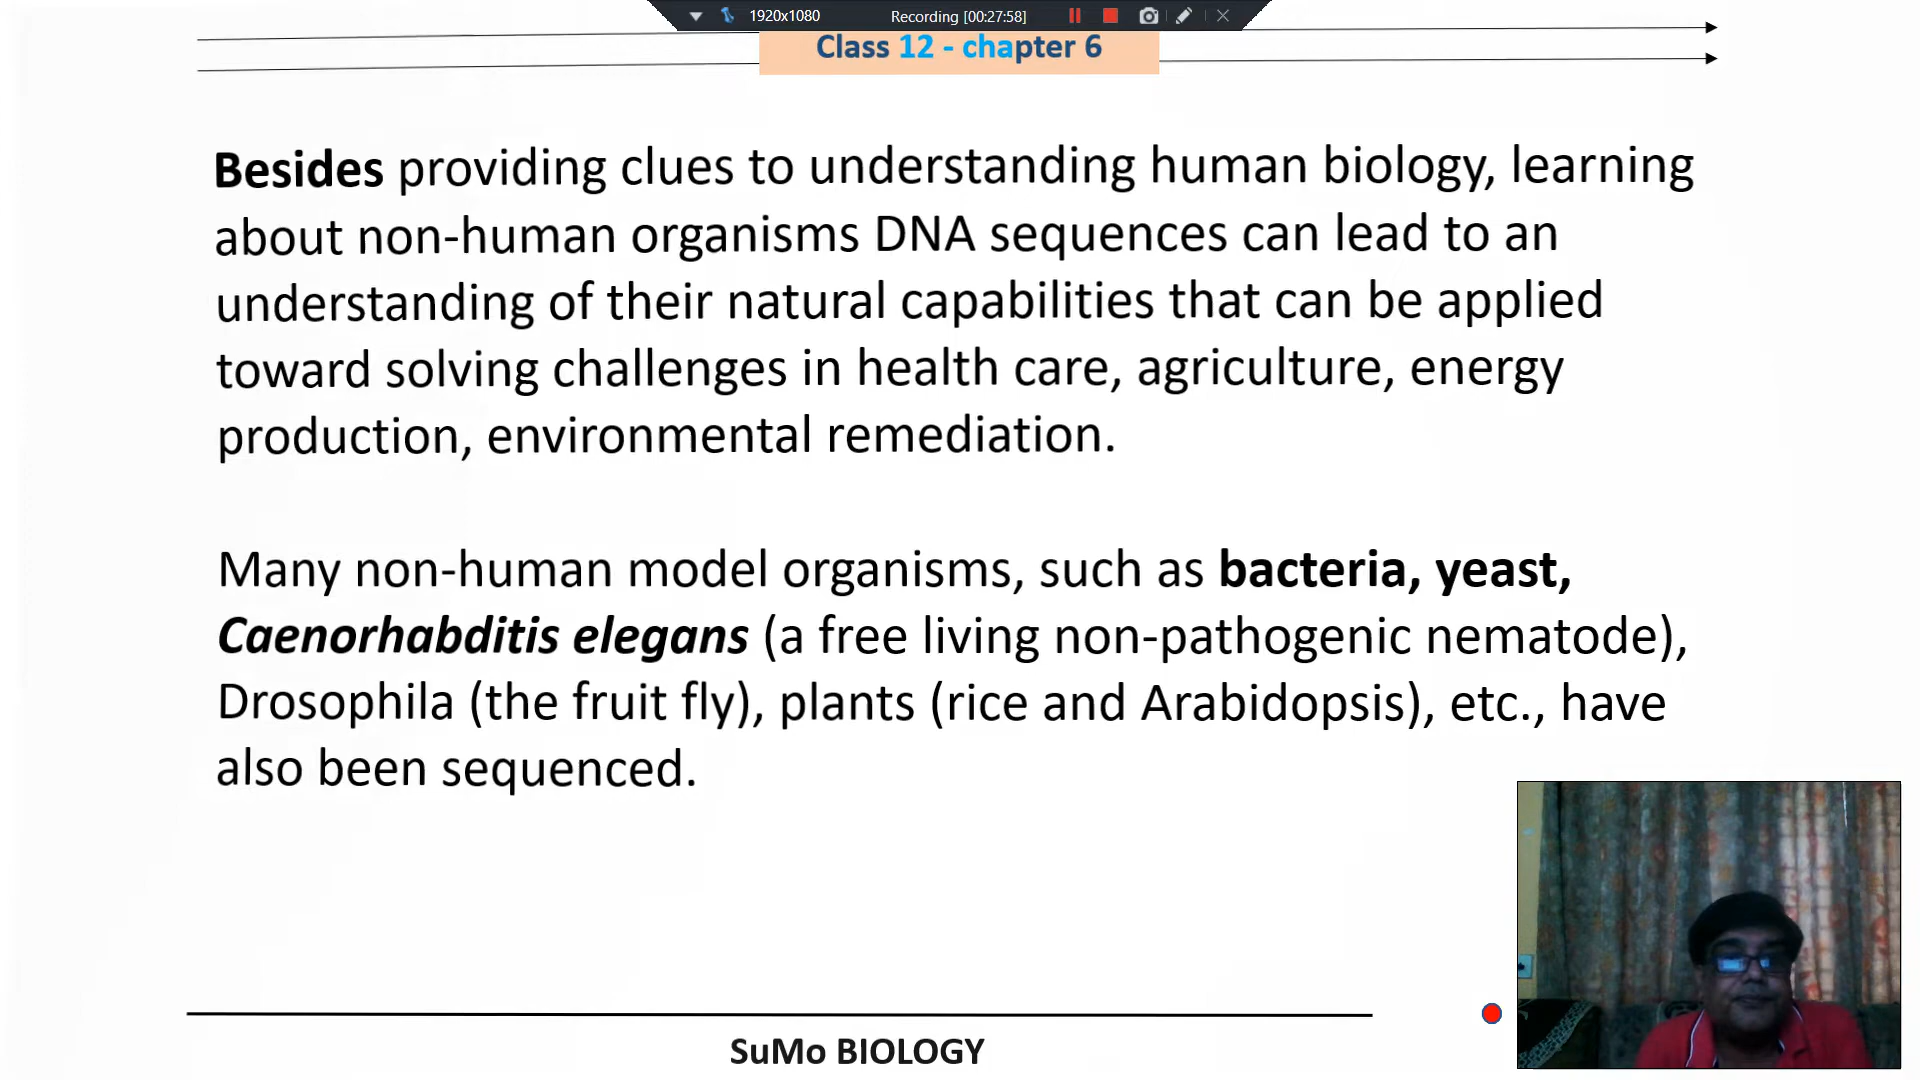 1920x1080 Recording [00:27:58]
Class 12 - chapter 6
Besides providing clues to understanding human biology, learning
about non-human organisms DNA sequences can lead to an
understanding of their natural capabilities that can be applied
toward solving challenges in health care, agriculture, energy
production, environmental remediation.
Many non-human model organisms, such as bacteria, yeast,
Caenorhabditis elegans (a free living non-pathogenic nematode),
Drosophila (the fruit fly), plants (rice and Arabidopsis), etc., have
also been sequenced.
SuMo BIOLOGY